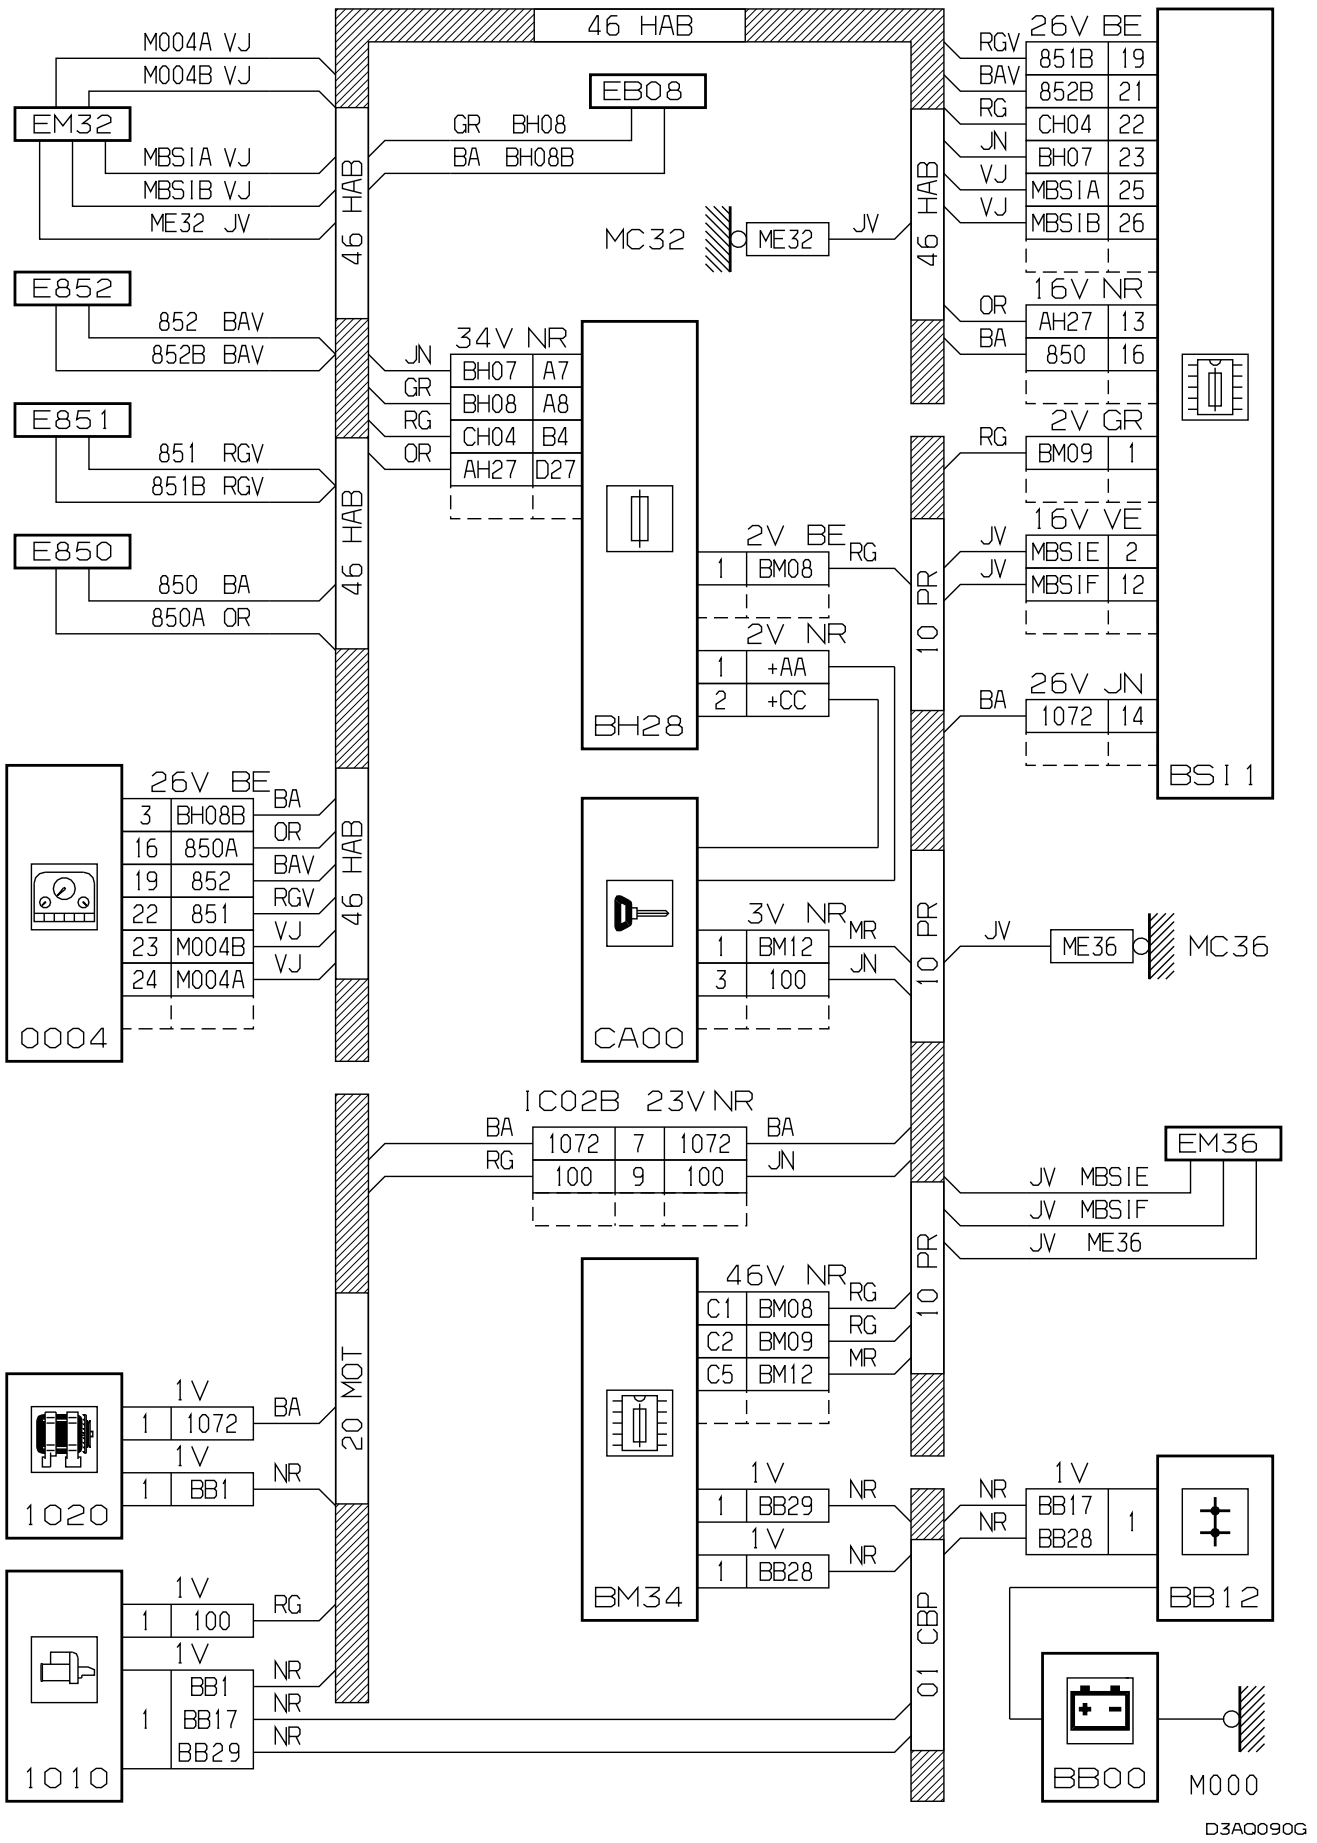 46 HAB
M004A VJ
M004B VJ
EM32
MBSIA VJ
MBSIB VJ
ME32 JV
46 HAB
EB08
GR BH08
BA BH08B
MC32
ME32
JV
46 HAB
26V BE
RGV 851B 19
BAV 852B 21
RG CH04 22
JN BH07 23
VJ MBSIA 25
VJ MBSIB 26
16V NR
OR AH27 13
BA 850 16
2V GR
RG BM09 1
16V VE
JV MBSIE 2
JV MBSIF 12
26V JN
BA 1072 14
BSI1
E852
852 BAV
852B BAV
E851
851 RGV
851B RGV
46 HAB
E850
850 BA
850A OR
34V NR
JN BH07 A7
GR BH08 A8
RG CH04 B4
OR AH27 D27
2V BE
1 BM08 RG
2V NR
1 +AA
2 +CC
BH28
10 PR
26V BE
3 BH08B BA
16 850A OR
19 852 BAV
22 851 RGV
23 M004B VJ
24 M004A VJ
0004
46 HAB
3V NR
1 BM12 MR
3 100 JN
CA00
10 PR
JV ME36 MC36
IC02B 23V NR
BA 1072 7 1072 BA
RG 100 9 100 JN
EM36
JV MBSIE
JV MBSIF
JV ME36
10 PR
46V NR
C1 BM08 RG
C2 BM09 RG
C5 BM12 MR
1V
1 BB29 NR
1V
1 BB28 NR
BM34
20 MOT
1V
1 1072 BA
1V
1 BB1 NR
1020
1V
1 100 RG
1V
BB1 NR
1 BB17 NR
BB29 NR
1010
01 CBP
1V
NR BB17 1
NR BB28
BB12
BB00
M000
D3AQ090G